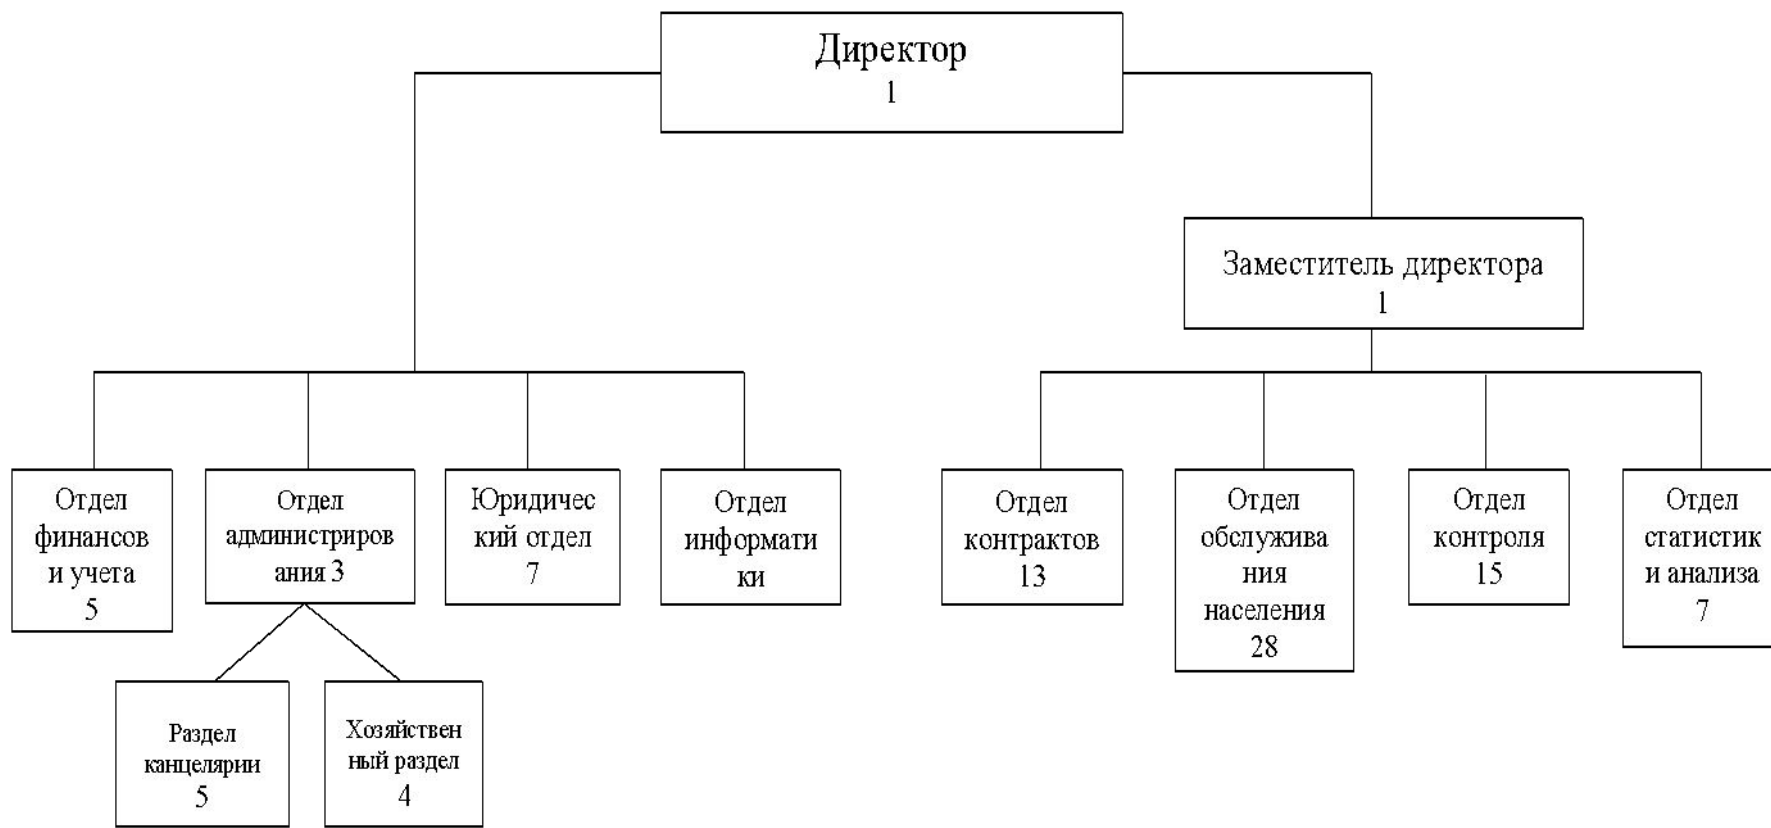 Директор
1
Заместитель директора
1
Отдел
финансов
и учета
5
Отдел
администриров
ания 3
Юридичес
кий отдел
7
Отдел
информати
ки
Отдел
контрактов
13
Отдел
обслужива
ния
населения
28
Отдел
контроля
15
Отдел
статистик
и анализа
7
Раздел
канцелярии
5
Хозяйствен
ный раздел
4